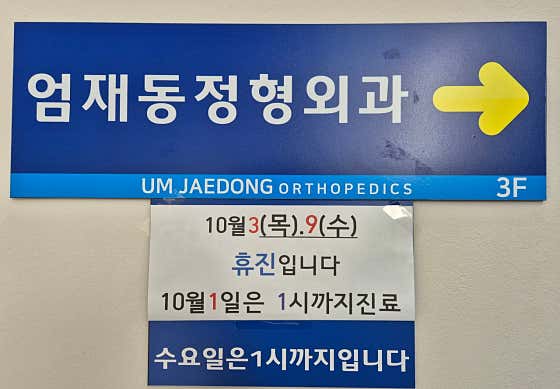 엄재동정형외과
UM JAEDONG ORTHOPEDICS 3F
10월3(목).9(수)
휴진입니다
10월1일은 1시까지진료
수요일은1시까지입니다